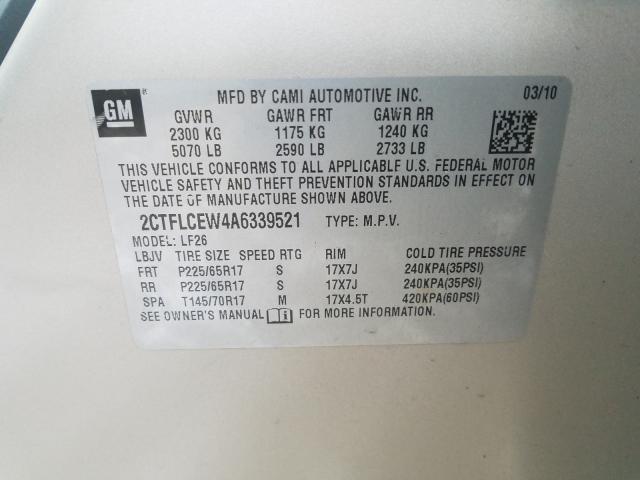 GM ® MFD BY CAMI AUTOMOTIVE INC. 03/10
GVWR GAWR FRT GAWR RR
2300 KG 1175 KG 1240 KG
5070 LB 2590 LB 2733 LB
THIS VEHICLE CONFORMS TO ALL APPLICABLE U.S. FEDERAL MOTOR
VEHICLE SAFETY AND THEFT PREVENTION STANDARDS IN EFFECT ON
THE DATE OF MANUFACTURE SHOWN ABOVE.
2CTFLCEW4A6339521 TYPE: M.P.V.
MODEL: LF26
LBJV TIRE SIZE SPEED RTG RIM COLD TIRE PRESSURE
FRT P225/65R17 S 17X7J 240KPA(35PSI)
RR P225/65R17 S 17X7J 240KPA(35PSI)
SPA T145/70R17 M 17X4.5T 420KPA(60PSI)
SEE OWNER'S MANUAL i FOR MORE INFORMATION.